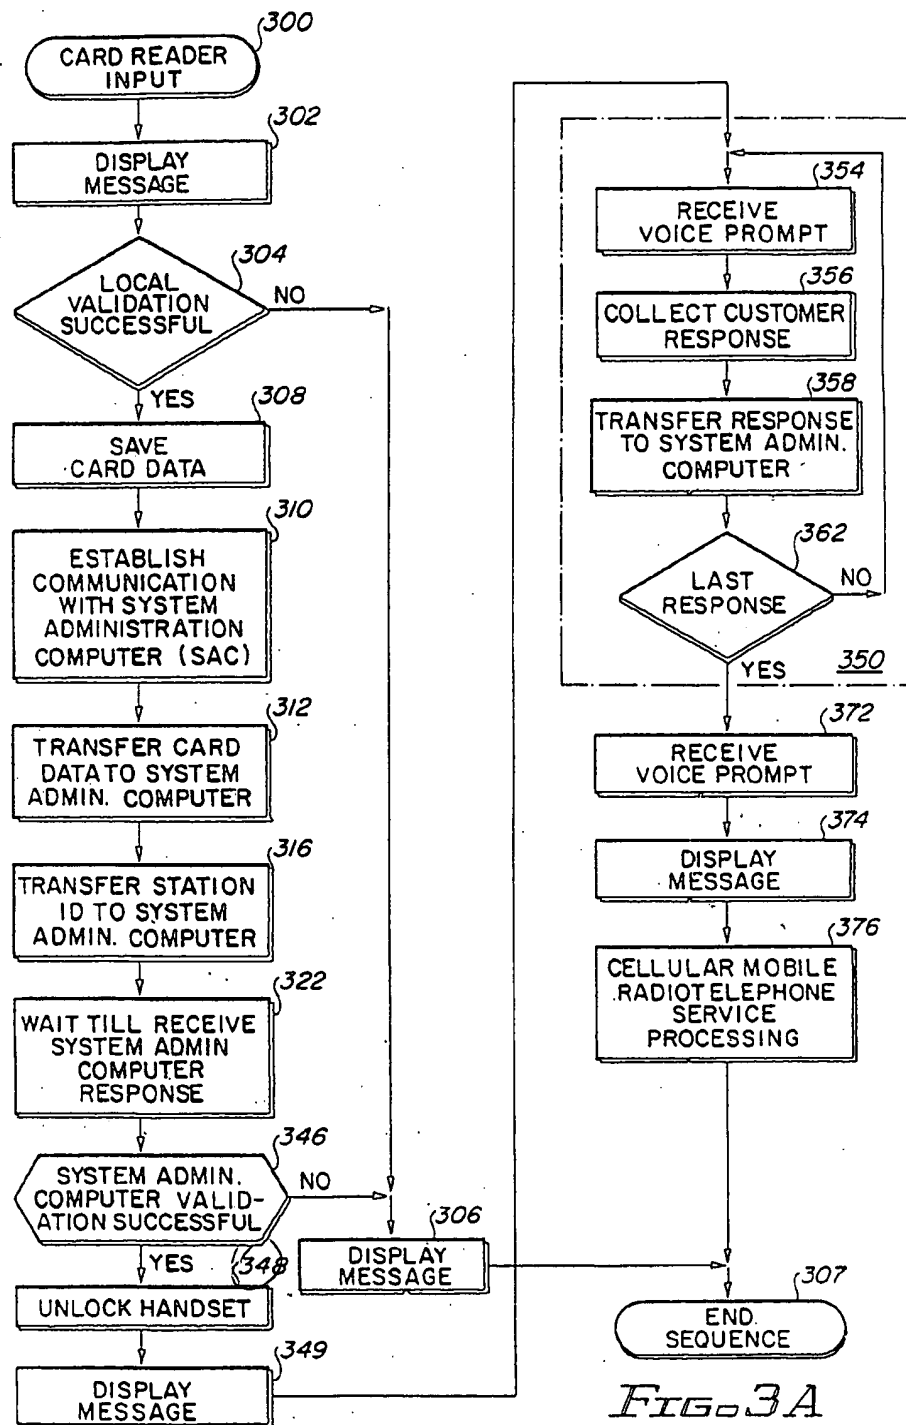 300
CARD READER
INPUT
302
DISPLAY
MESSAGE
304
LOCAL
VALIDATION
SUCCESSFUL
NO
YES
308
SAVE
CARD DATA
310
ESTABLISH
COMMUNICATION
WITH SYSTEM
ADMINISTRATION
COMPUTER (SAC)
312
TRANSFER CARD
DATA TO SYSTEM
ADMIN. COMPUTER
316
TRANSFER STATION
ID TO SYSTEM
ADMIN. COMPUTER
322
WAIT TILL RECEIVE
SYSTEM ADMIN
COMPUTER
RESPONSE
346
SYSTEM ADMIN.
COMPUTER VALID-
ATION SUCCESSFUL
NO
YES
348
UNLOCK HANDSET
349
DISPLAY
MESSAGE
306
DISPLAY
MESSAGE
354
RECEIVE
VOICE PROMPT
356
COLLECT CUSTOMER
RESPONSE
358
TRANSFER RESPONSE
TO SYSTEM ADMIN.
COMPUTER
362
LAST
RESPONSE
NO
YES
350
372
RECEIVE
VOICE PROMPT
374
DISPLAY
MESSAGE
376
CELLULAR MOBILE
RADIOTELEPHONE
SERVICE
PROCESSING
307
END
SEQUENCE
FIG. 3A